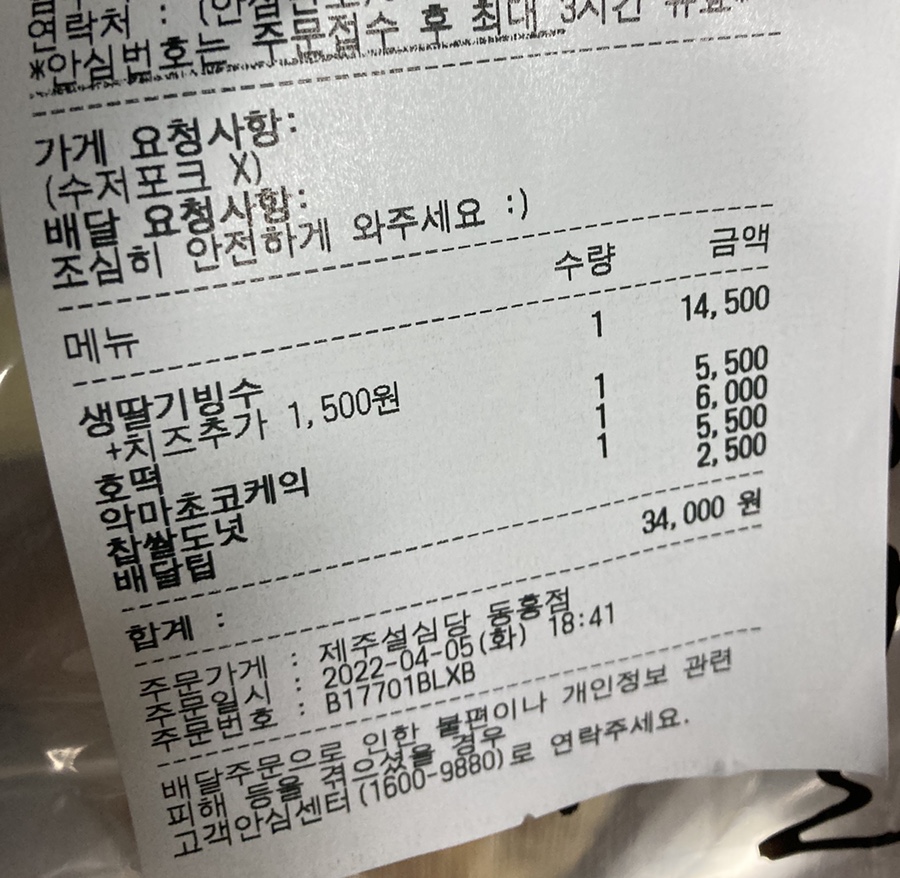 연락처 : (안심번호)
*안심번호는 주문접수 후 최대 3시간 유효*
가게 요청사항:
(수저포크 X)
배달 요청사항:
조심히 안전하게 와주세요 :)
메뉴 수량 금액
생딸기빙수 1 14,500
+치즈추가 1,500원
호떡 1 5,500
악마초코케익 1 6,000
찹쌀도넛 1 5,500
배달팁 2,500
합계 : 34,000 원
주문가게 : 제주설심당 동홍점
주문일시 : 2022-04-05(화) 18:41
주문번호 : B17701BLXB
배달주문으로 인한 불편이나 개인정보 관련
피해 등을 겪으셨을 경우
고객안심센터(1600-9880)로 연락주세요.
2